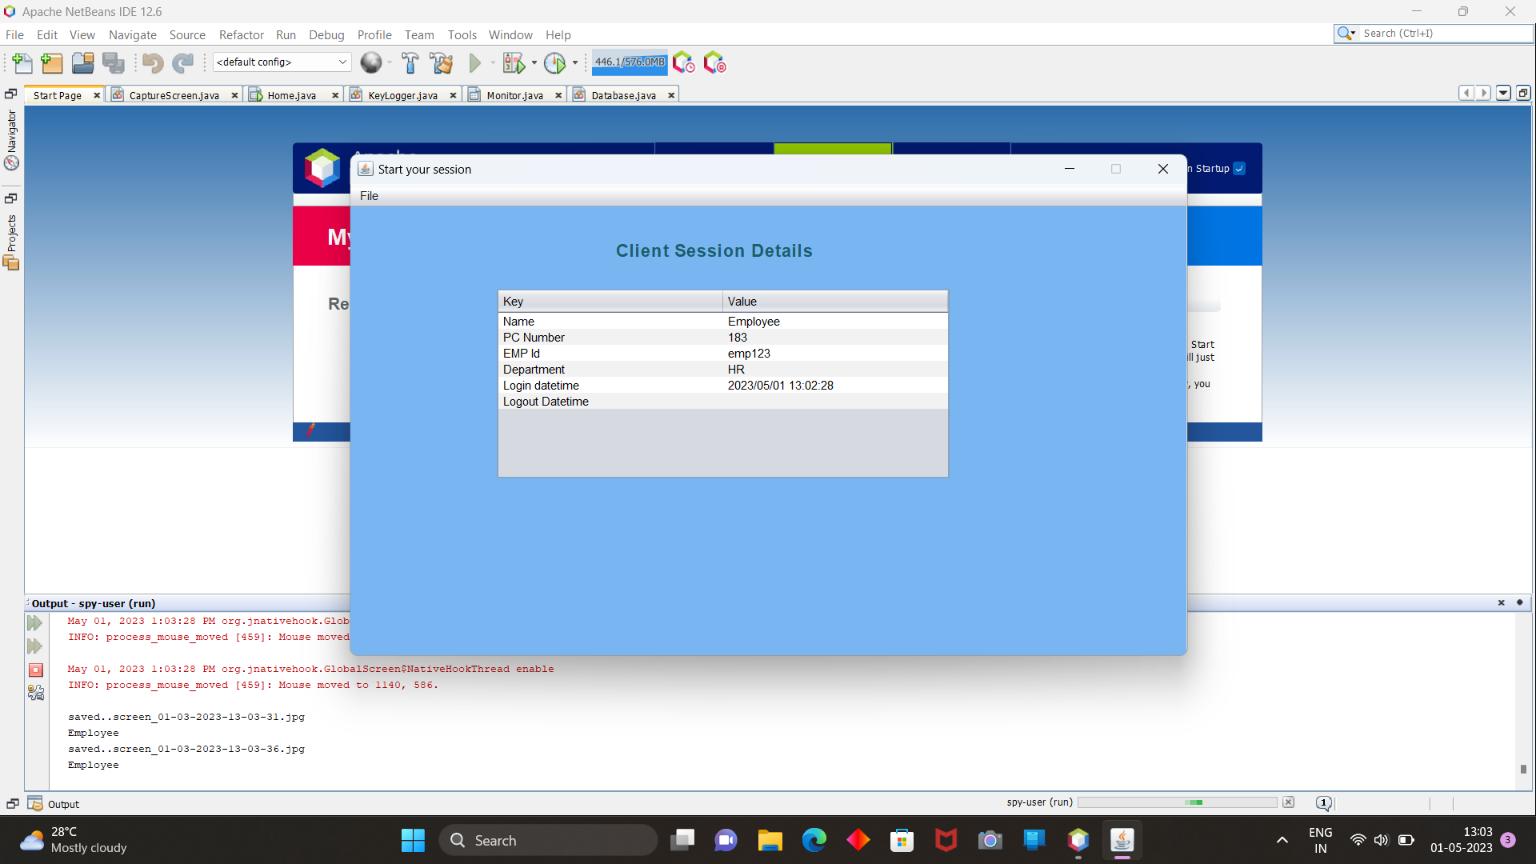 Apache NetBeans IDE 12.6
File Edit View Navigate Source Refactor Run Debug Profile Team Tools Window Help
Search (Ctrl+I)
<default config>
446.1/576.0MB
Start Page CaptureScreen.java Home.java KeyLogger.java Monitor.java Database.java
Navigator
Projects
n Startup
My
Re
Start
ll just
, you
Start your session
File
Client Session Details
Key Value
Name Employee
PC Number 183
EMP Id emp123
Department HR
Login datetime 2023/05/01 13:02:28
Logout Datetime
Output - spy-user (run)
May 01, 2023 1:03:28 PM org.jnativehook.Glob
INFO: process_mouse_moved [459]: Mouse moved
May 01, 2023 1:03:28 PM org.jnativehook.GlobalScreen$NativeHookThread enable
INFO: process_mouse_moved [459]: Mouse moved to 1140, 586.
saved..screen_01-03-2023-13-03-31.jpg
Employee
saved..screen_01-03-2023-13-03-36.jpg
Employee
Output
spy-user (run)
1
28°C
Mostly cloudy
Search
ENG
IN
13:03
01-05-2023
3